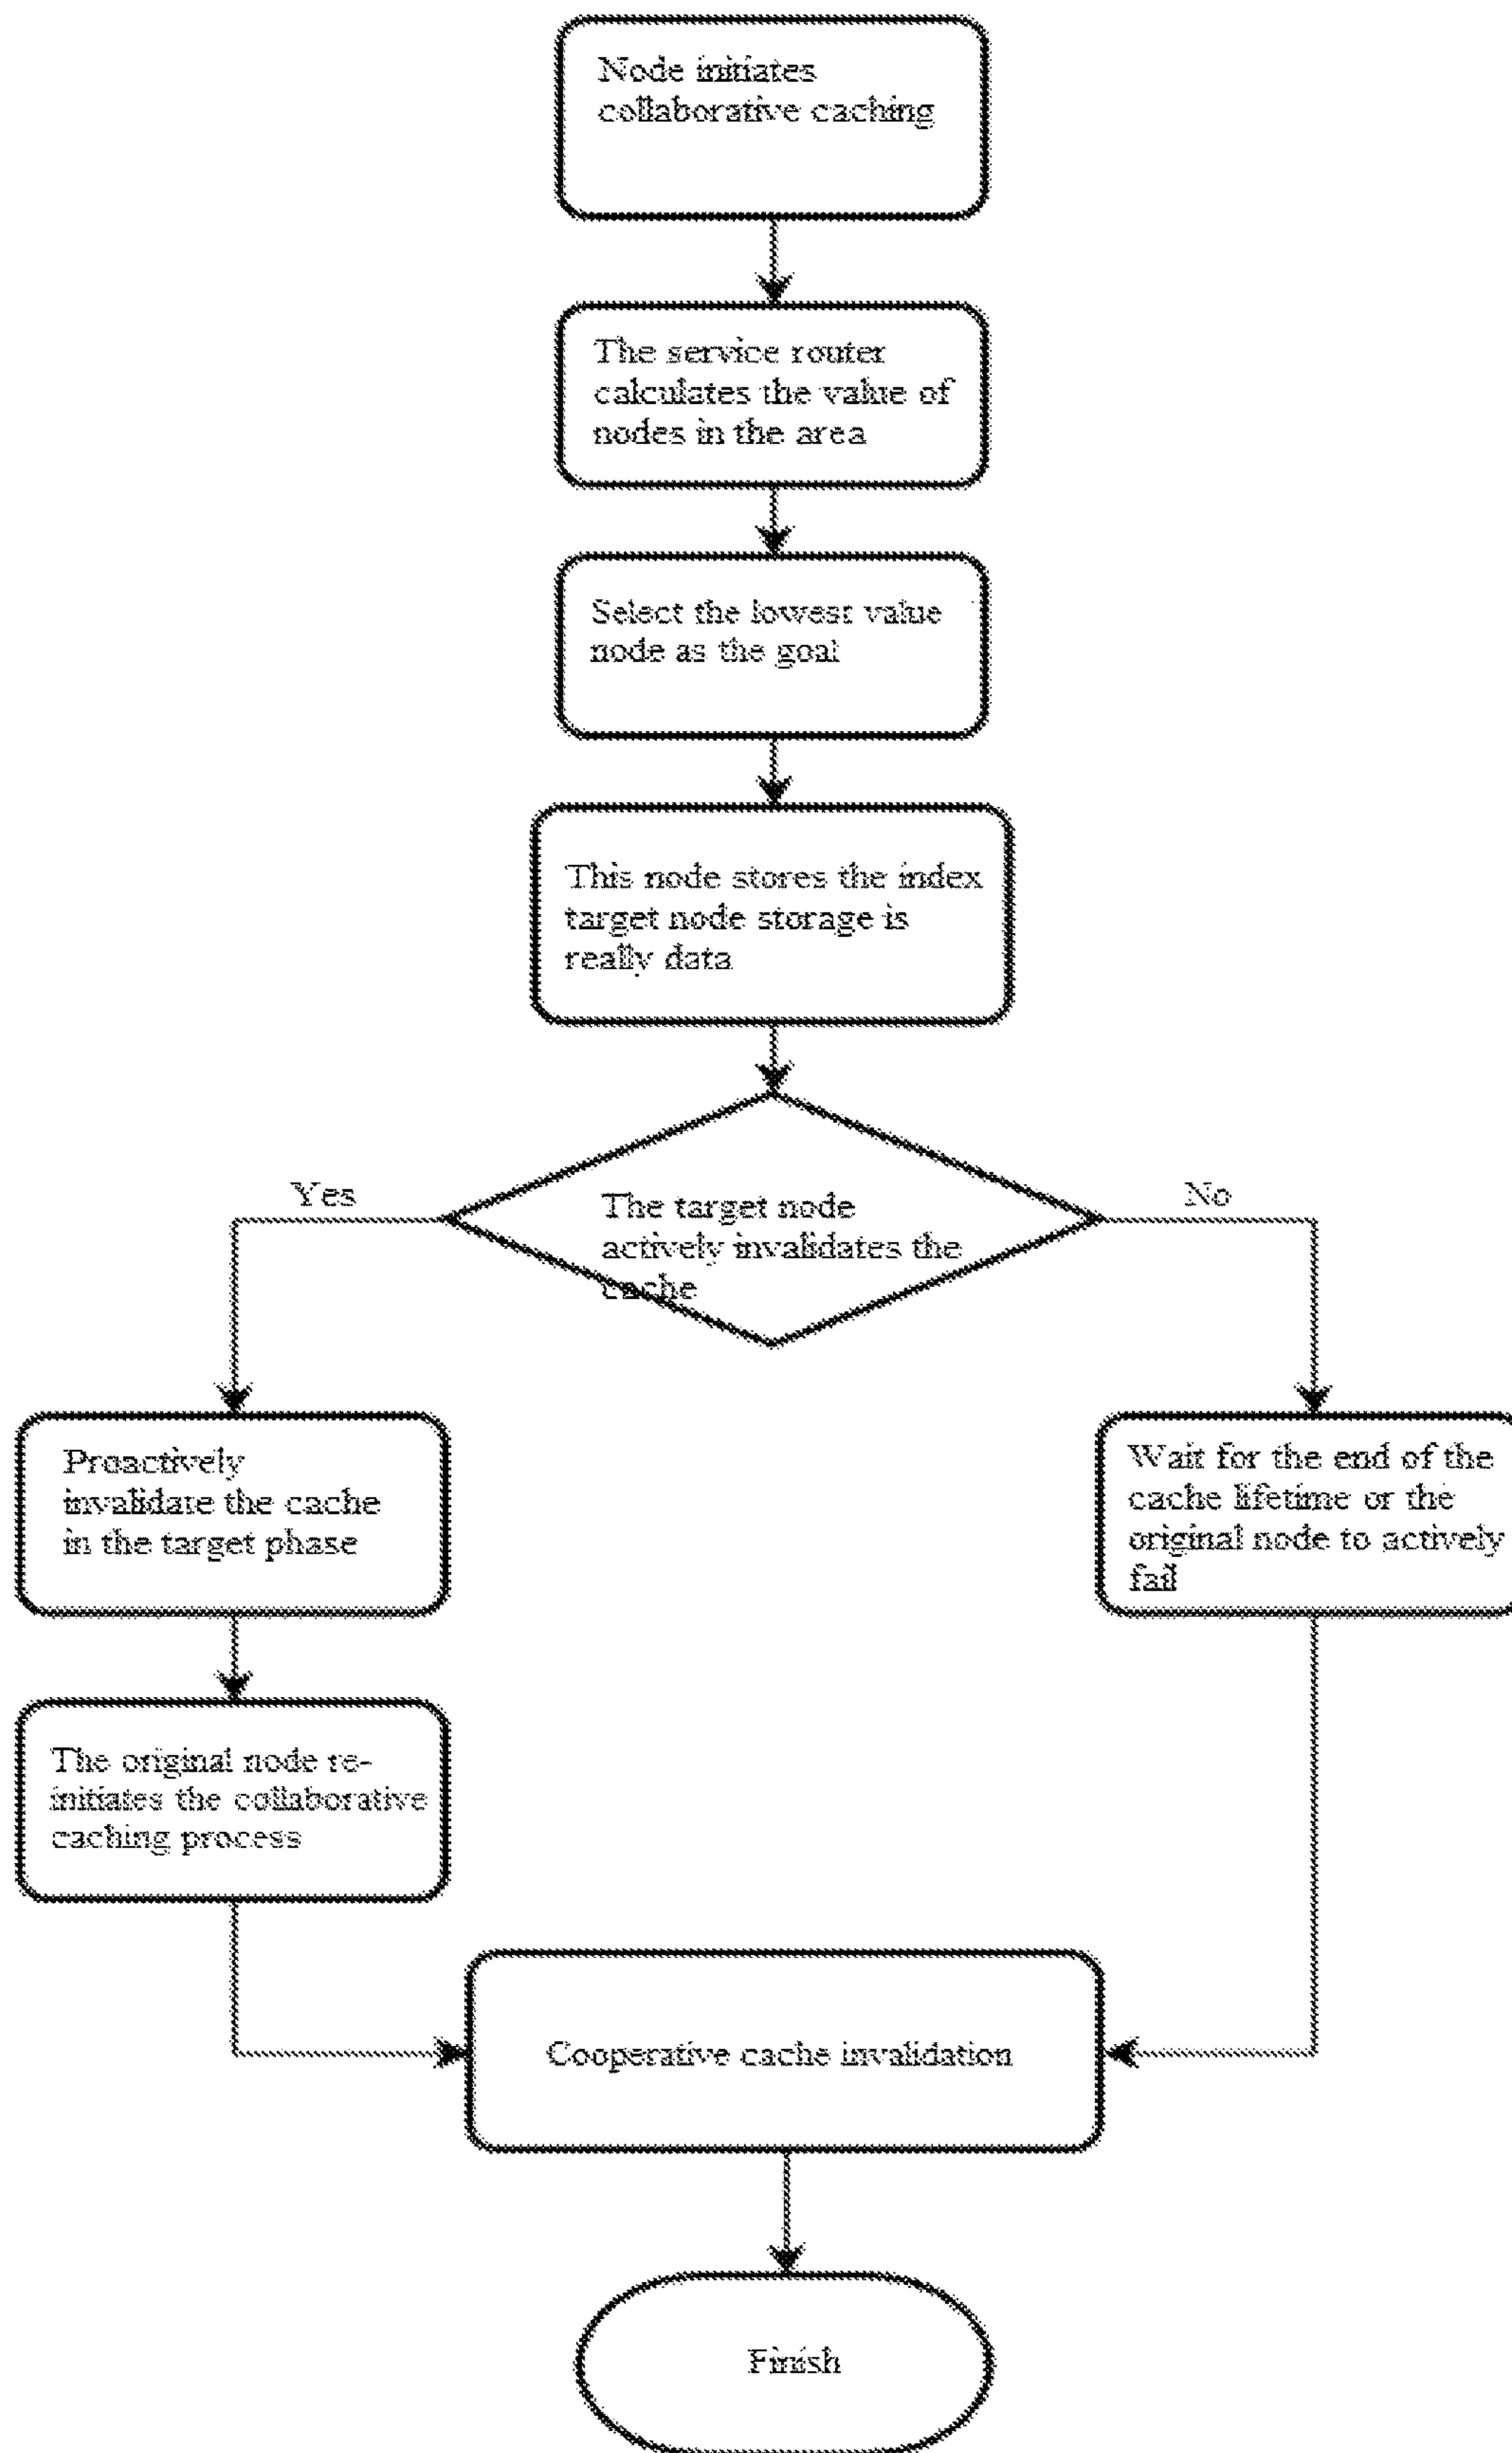 Node initiates
collaborative caching
The service router
calculates the value of
nodes in the area
Select the lowest value
node as the goal
This node stores the index
target node storage is
really data
Yes
No
The target node
actively invalidates the
cache
Proactively
invalidate the cache
in the target phase
Wait for the end of the
cache lifetime or the
original node to actively
fail
The original node re-
initiates the collaborative
caching process
Cooperative cache invalidation
Finish